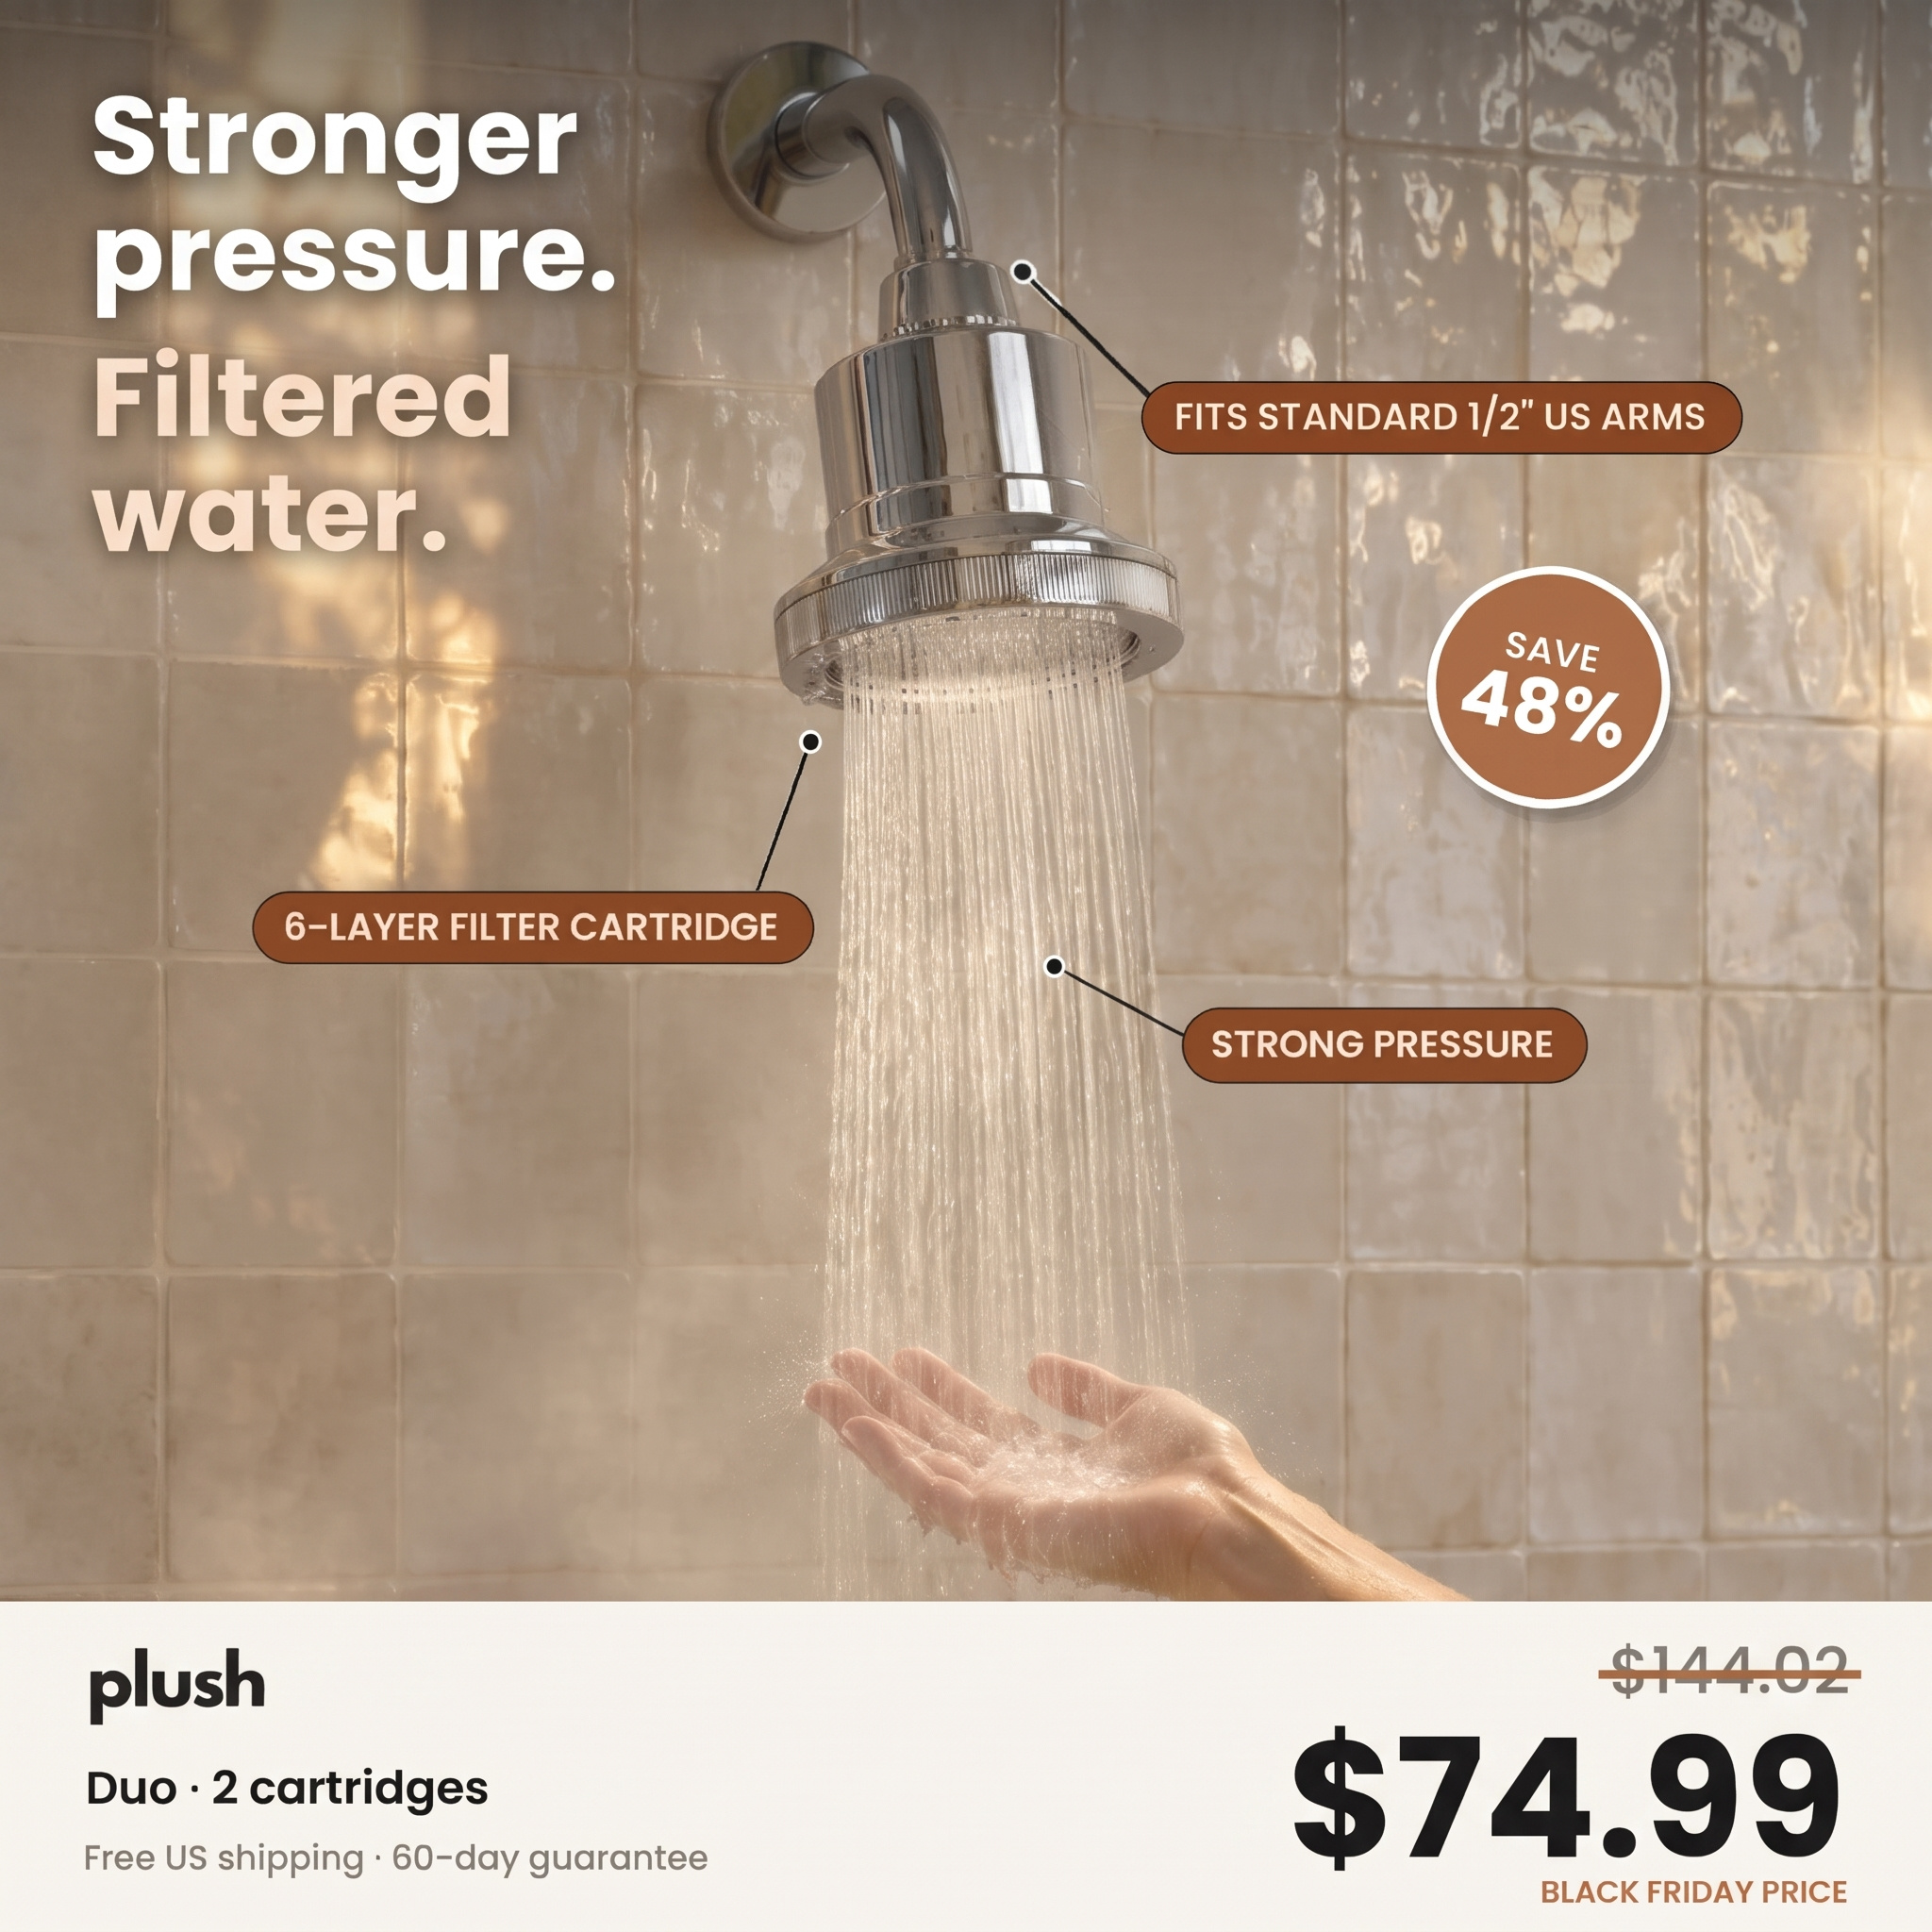 Stronger
pressure.
Filtered
water.
FITS STANDARD 1/2" US ARMS
SAVE
48%
6-LAYER FILTER CARTRIDGE
STRONG PRESSURE
plush
Duo · 2 cartridges
Free US shipping · 60-day guarantee
$144.02
$74.99
BLACK FRIDAY PRICE